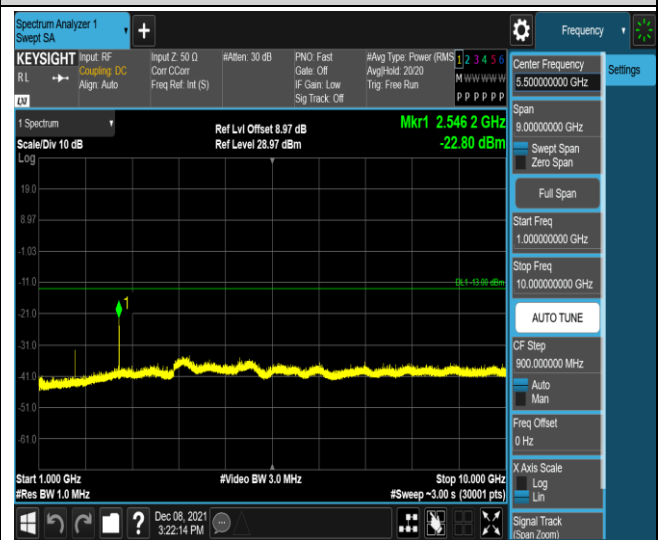 Spectrum Analyzer 1
Swept SA
+
Frequency
KEYSIGHT
RL
LXI
Input: RF
Coupling: DC
Align: Auto
Input Z: 50 Ω
Corr CCorr
Freq Ref: Int (S)
#Atten: 30 dB
PNO: Fast
Gate: Off
IF Gain: Low
Sig Track: Off
#Avg Type: Power (RMS
Avg|Hold: 20/20
Trig: Free Run
1 2 3 4 5 6
M W W W W W
P P P P P P
1 Spectrum
Scale/Div 10 dB
Log
Ref Lvl Offset 8.97 dB
Ref Level 28.97 dBm
Mkr1 2.546 2 GHz
-22.80 dBm
19.0
8.97
-1.03
-11.0
-21.0
-31.0
-41.0
-51.0
-61.0
DL1 -13.00 dBm
1
Start 1.000 GHz
#Res BW 1.0 MHz
#Video BW 3.0 MHz
Stop 10.000 GHz
#Sweep ~3.00 s (30001 pts)
?
Dec 08, 2021
3:22:14 PM
Center Frequency
5.500000000 GHz
Span
9.00000000 GHz
Swept Span
Zero Span
Full Span
Start Freq
1.000000000 GHz
Stop Freq
10.000000000 GHz
AUTO TUNE
CF Step
900.000000 MHz
Auto
Man
Freq Offset
0 Hz
X Axis Scale
Log
Lin
Signal Track
(Span Zoom)
Settings